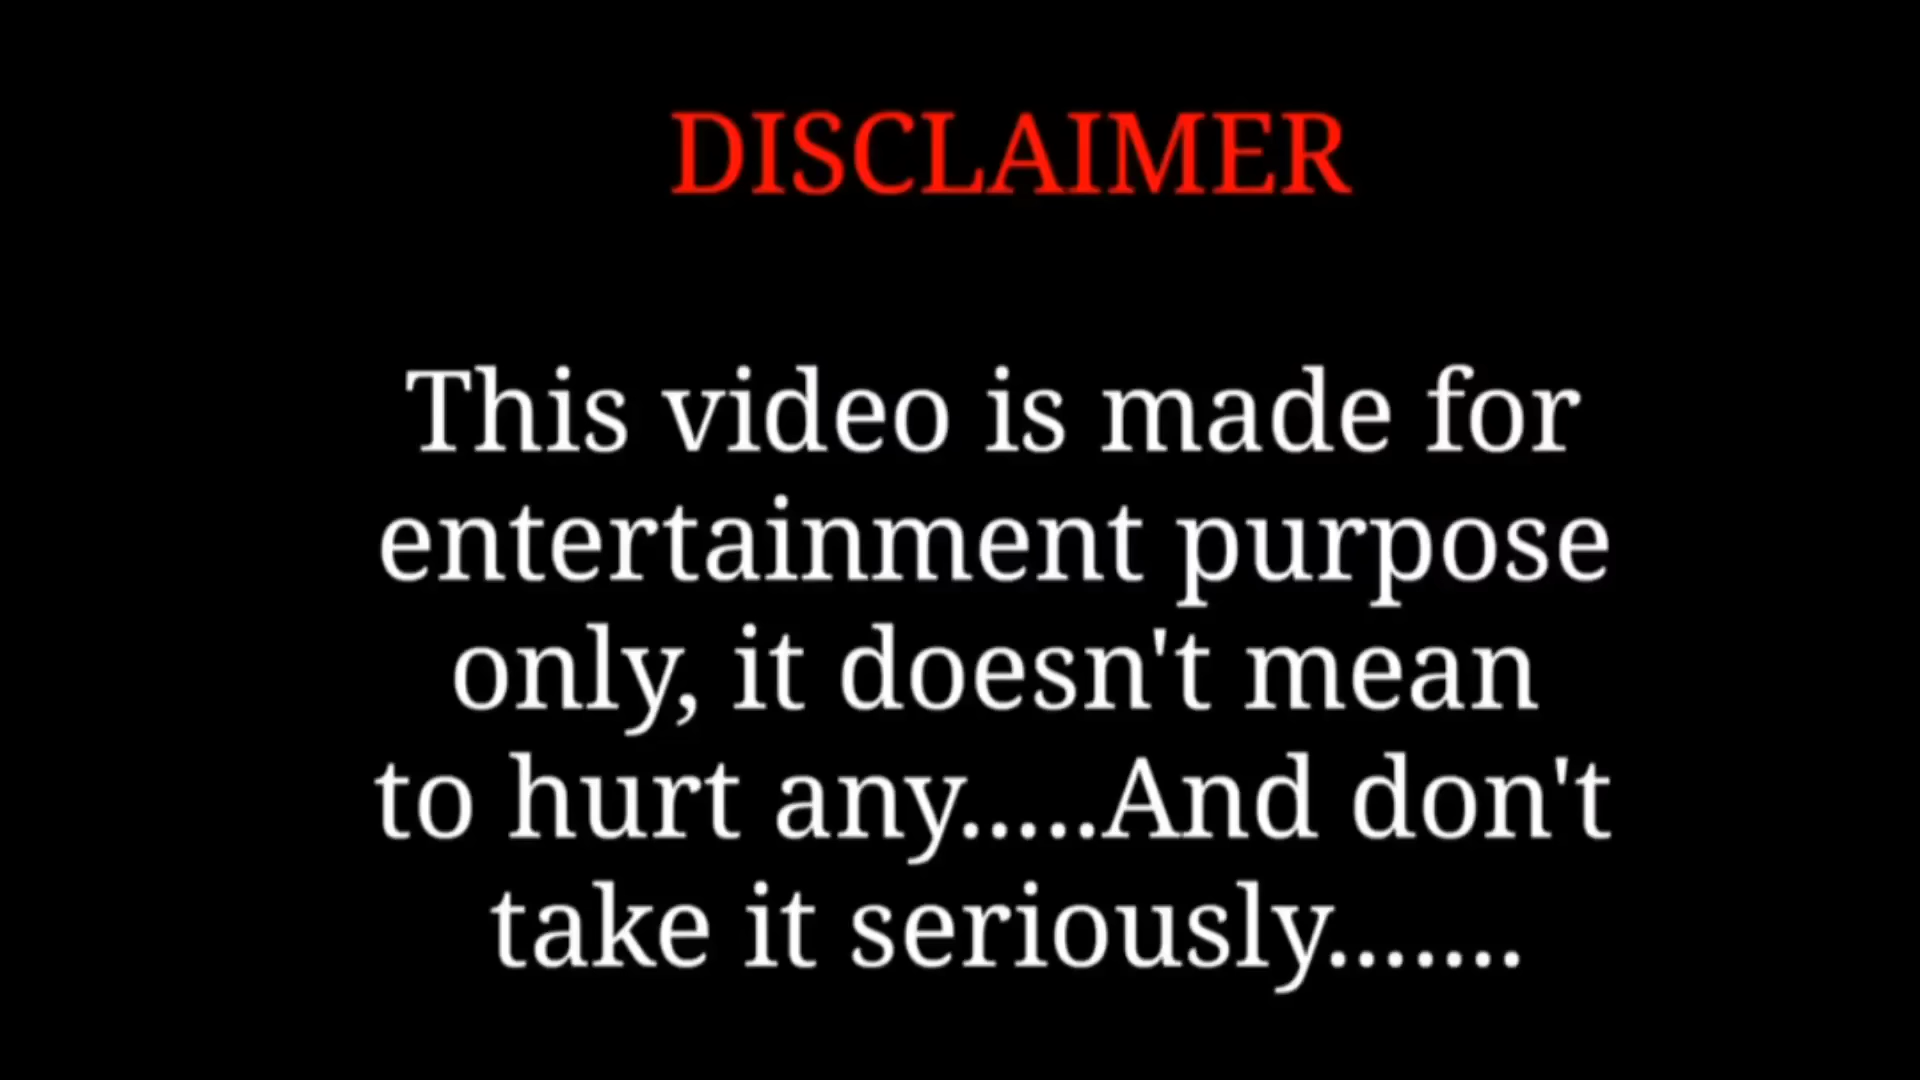 DISCLAIMER
This video is made for
entertainment purpose
only, it doesn't mean
to hurt any.....And don't
take it seriously.......